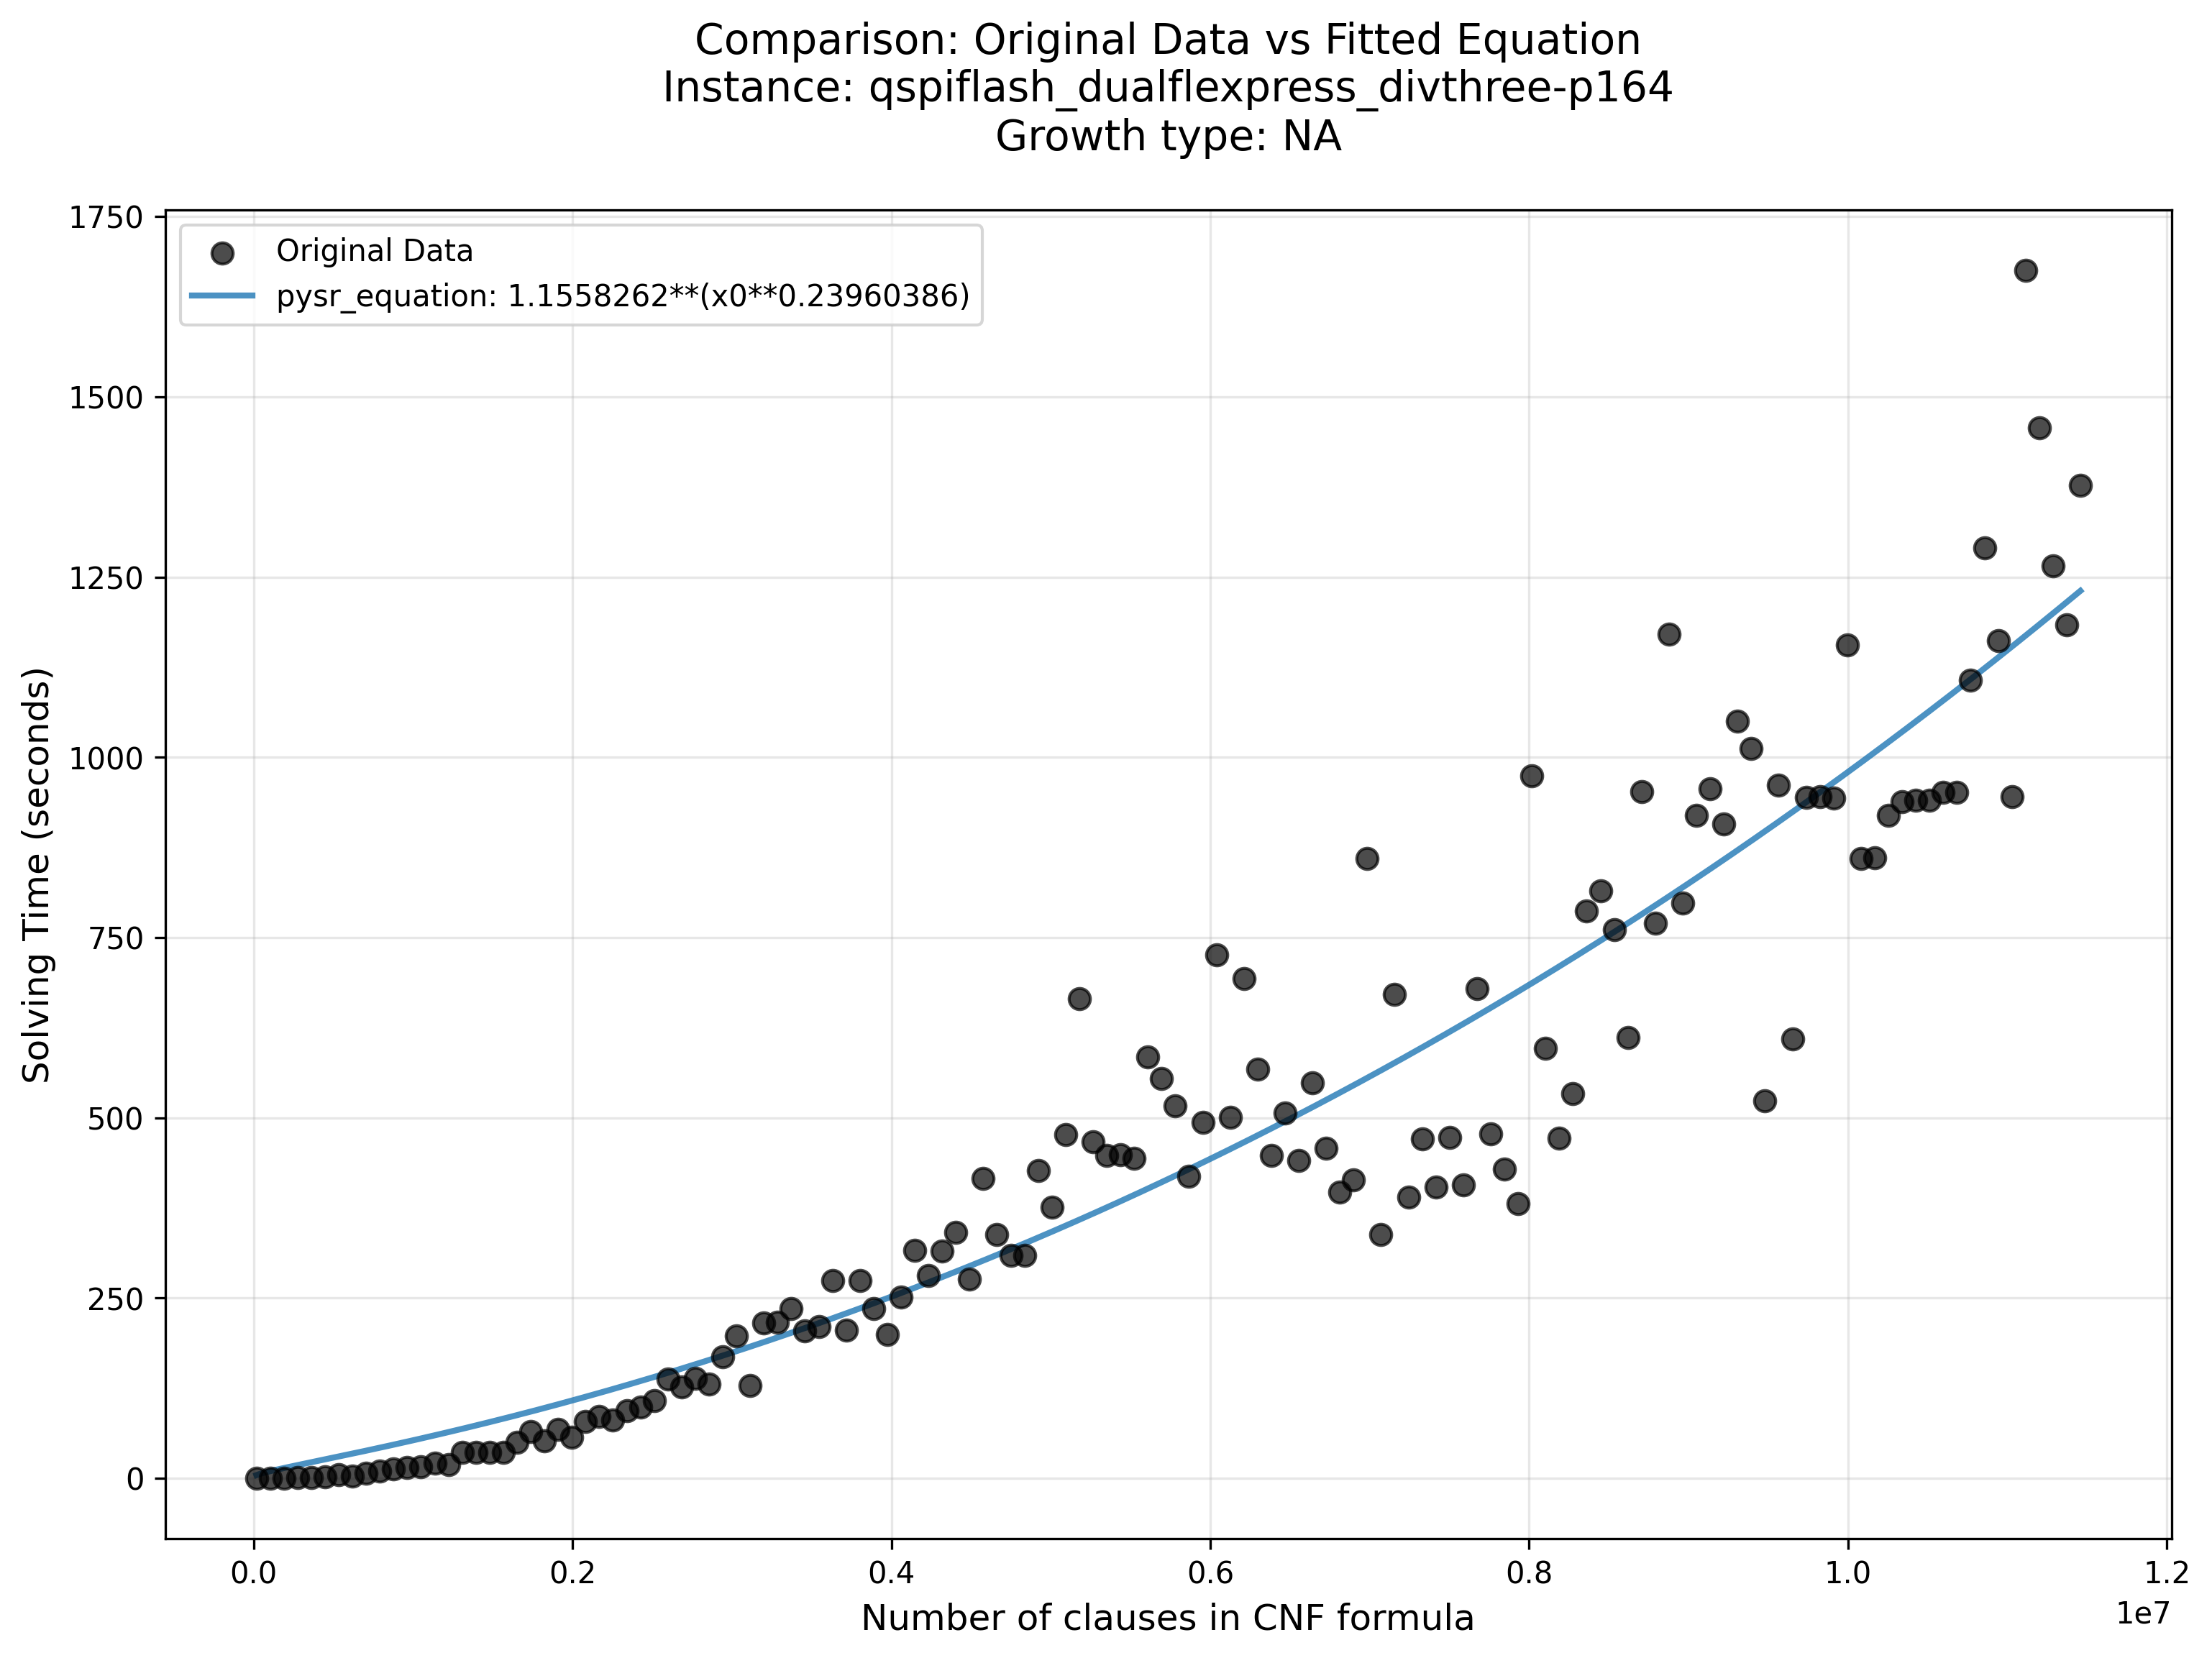 Comparison: Original Data vs Fitted Equation
Instance: qspiflash_dualflexpress_divthree-p164
Growth type: NA
Original Data
pysr_equation: 1.1558262**(x0**0.23960386)
1750
1500
1250
1000
750
500
250
0
Solving Time (seconds)
0.0 0.2 0.4 0.6 0.8 1.0 1.2
1e7
Number of clauses in CNF formula